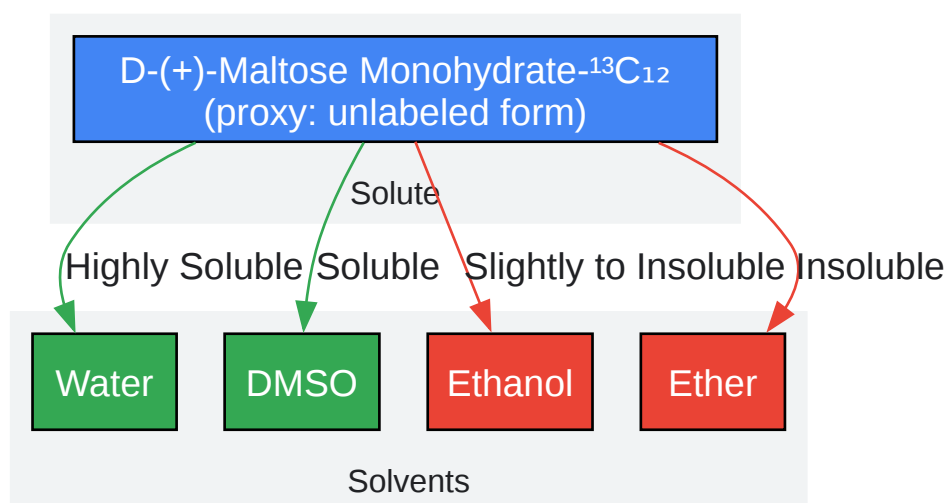 D-(+)-Maltose Monohydrate-¹³C₁₂
(proxy: unlabeled form)
Solute
Highly Soluble
Soluble
Slightly to Insoluble
Insoluble
Water
DMSO
Ethanol
Ether
Solvents